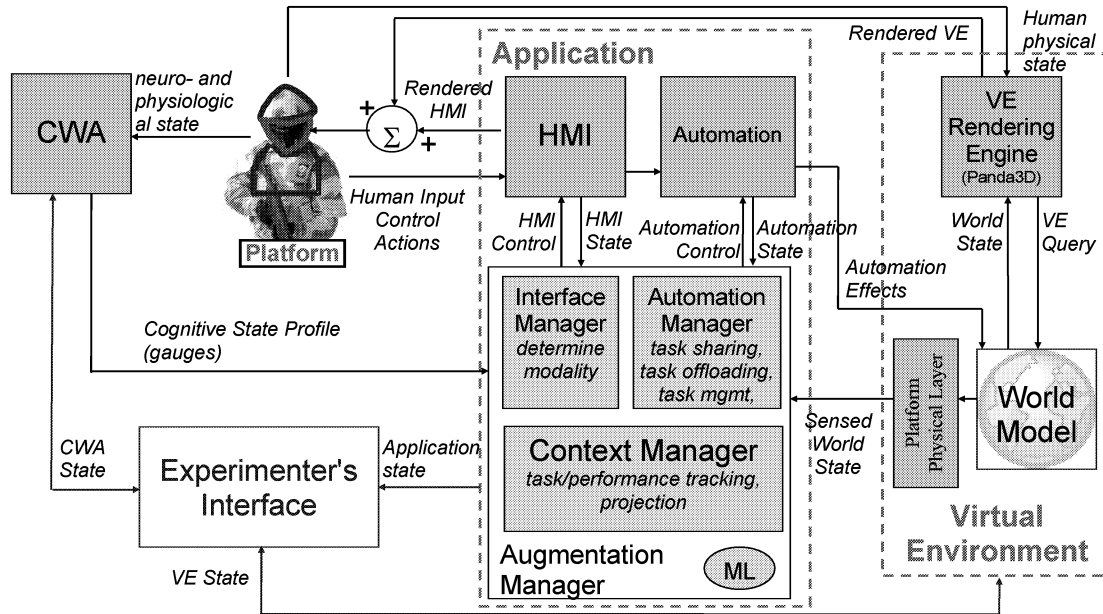 Rendered VE
Human
physical
state
Application
neuro- and
physiologic
al state
CWA
Rendered
HMI
+
Σ
+
HMI
Automation
VE
Rendering
Engine
(Panda3D)
Human Input
Control
Actions
Platform
HMI
Control
HMI
State
Automation
Control
Automation
State
World
State
VE
Query
Automation
Effects
Interface
Manager
determine
modality
Automation
Manager
task sharing,
task offloading,
task mgmt,
Cognitive State Profile
(gauges)
Platform
Physical Layer
World
Model
Sensed
World
State
CWA
State
Experimenter's
Interface
Application
state
Context Manager
task/performance tracking,
projection
Augmentation
Manager
ML
Virtual
Environment
VE State